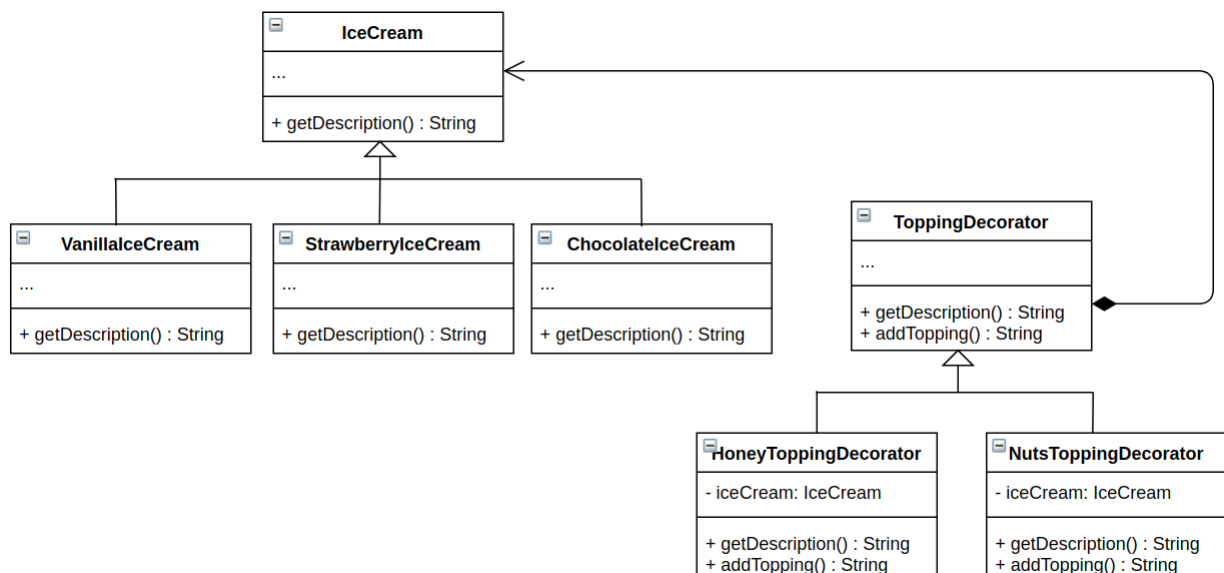 IceCream
...
+ getDescription() : String
VanillaIceCream
...
+ getDescription() : String
StrawberryIceCream
...
+ getDescription() : String
ChocolateIceCream
...
+ getDescription() : String
ToppingDecorator
...
+ getDescription() : String
+ addTopping() : String
HoneyToppingDecorator
- iceCream: IceCream
+ getDescription() : String
+ addTopping() : String
NutsToppingDecorator
- iceCream: IceCream
+ getDescription() : String
+ addTopping() : String